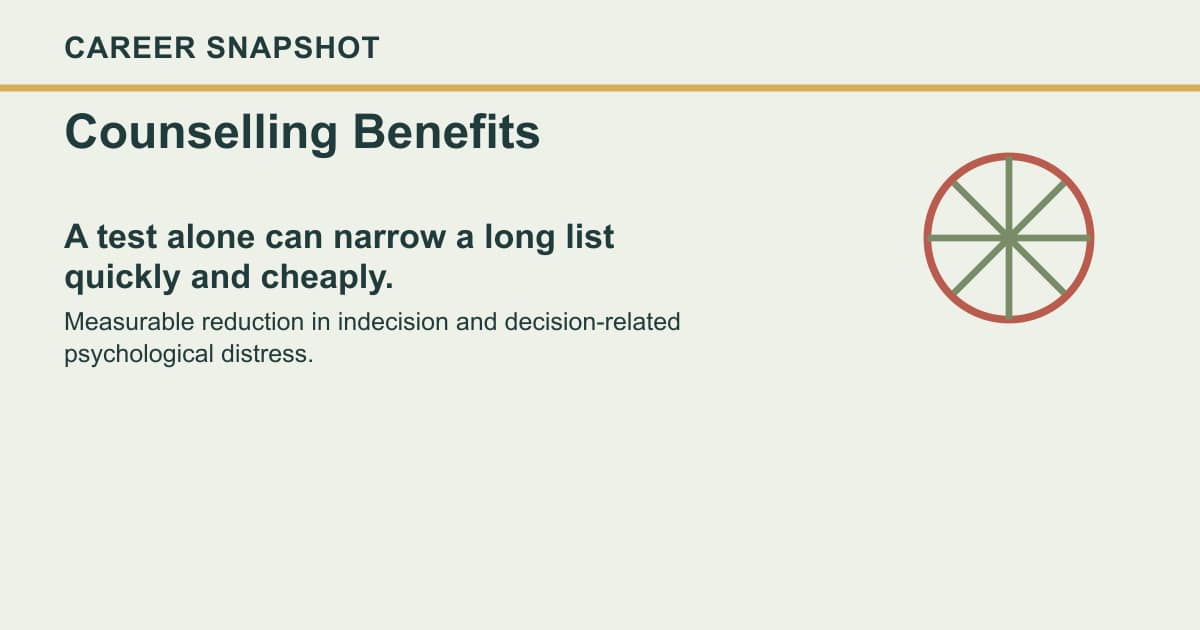 CAREER SNAPSHOT
Counselling Benefits
A test alone can narrow a long list
quickly and cheaply.
Measurable reduction in indecision and decision-related
psychological distress.